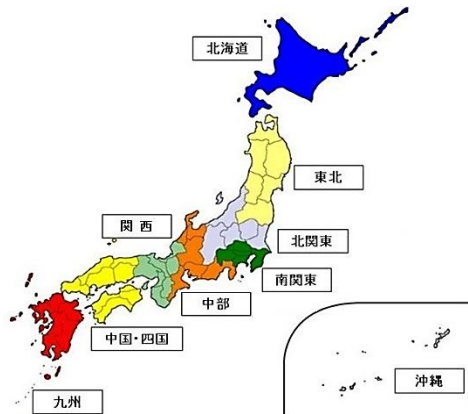 北海道
東北
関西
北関東
南関東
中部
中国・四国
沖縄
九州